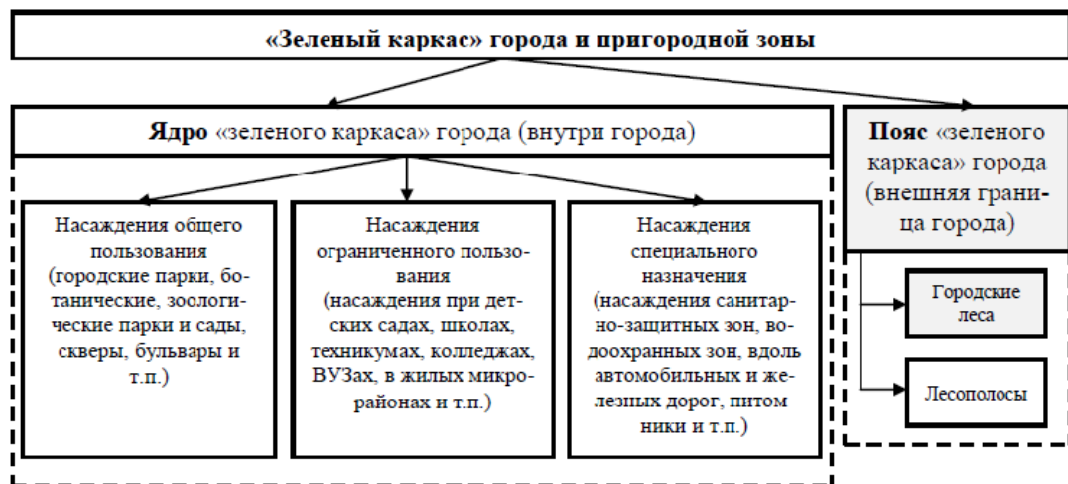 «Зеленый каркас» города и пригородной зоны
Ядро «зеленого каркаса» города (внутри города)
Пояс «зеленого
каркаса» города
(внешняя грани-
ца города)
Насаждения общего
пользования
(городские парки, бо-
танические, зоологи-
ческие парки и сады,
скверы, бульвары и
т.п.)
Насаждения
ограниченного пользо-
вания
(насаждения при дет-
ских садах, школах,
техникумах, колледжах,
ВУЗах, в жилых микро-
районах и т.п.)
Насаждения
специального
назначения
(насаждения санитар-
но-защитных зон, во-
доохранных зон, вдоль
автомобильных и же-
лезных дорог, питом
ники и т.п.)
Городские
леса
Лесополосы